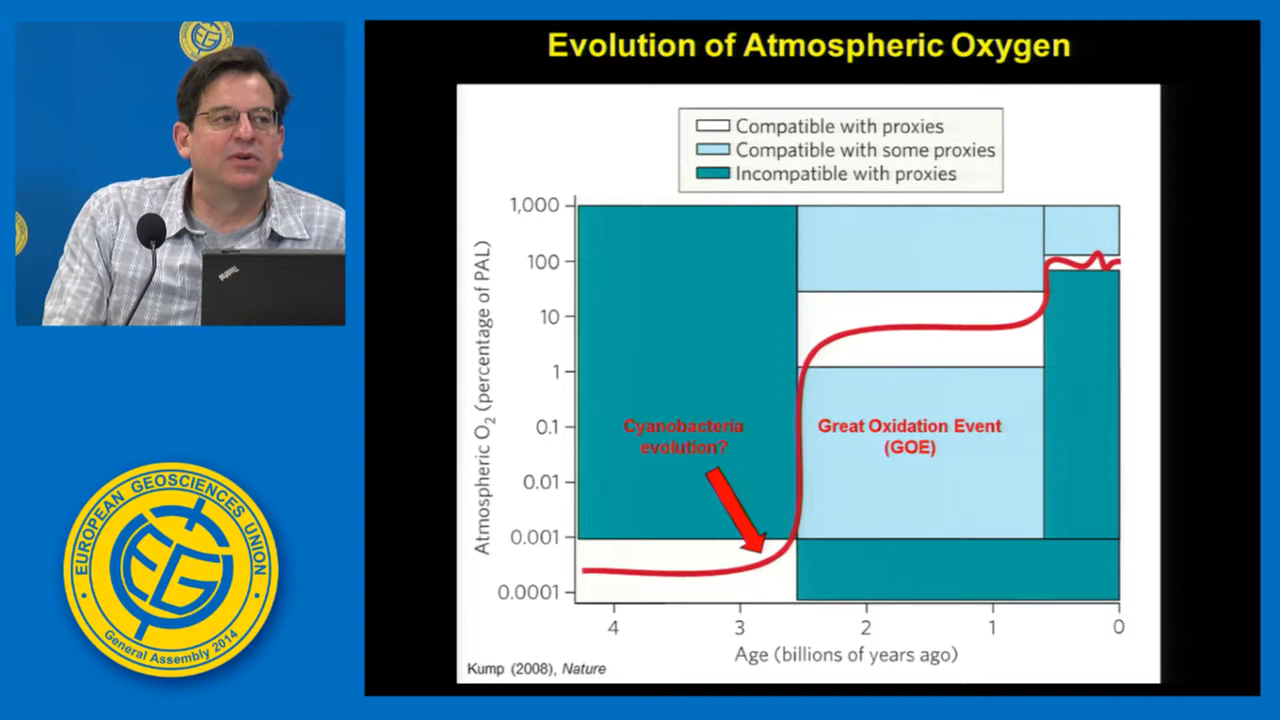 Evolution of Atmospheric Oxygen
Compatible with proxies
Compatible with some proxies
Incompatible with proxies
Atmospheric O2 (percentage of PAL)
1,000
100
10
1
0.1
0.01
0.001
0.0001
Cyanobacteria
evolution?
Great Oxidation Event
(GOE)
4
3
2
1
0
Age (billions of years ago)
Kump (2008), Nature
EUROPEAN GEOSCIENCES UNION
EGU
General Assembly 2014